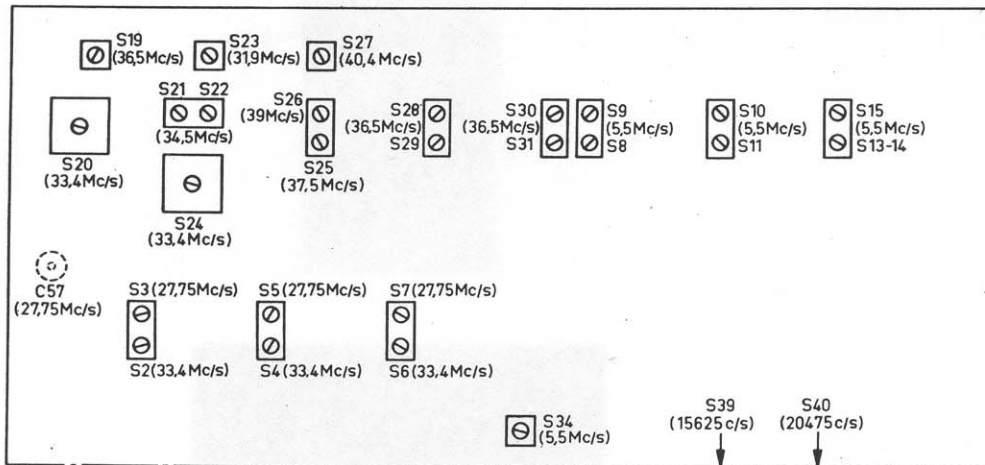 S19
(36,5Mc/s)
S23
(31,9Mc/s)
S27
(40,4Mc/s)
S20
(33,4Mc/s)
S21 S22
(34,5Mc/s)
S24
(33,4Mc/s)
S26
(39Mc/s)
S25
(37,5Mc/s)
S28
(36,5Mc/s)
S29
S30
(36,5Mc/s)
S31
S9
(5,5Mc/s)
S8
S10
(5,5Mc/s)
S11
S15
(5,5Mc/s)
S13-14
C57
(27,75Mc/s)
S3 (27,75Mc/s)
S2 (33,4Mc/s)
S5 (27,75Mc/s)
S4 (33,4Mc/s)
S7 (27,75Mc/s)
S6 (33,4Mc/s)
S34
(5,5Mc/s)
S39
(15625c/s)
S40
(20475c/s)